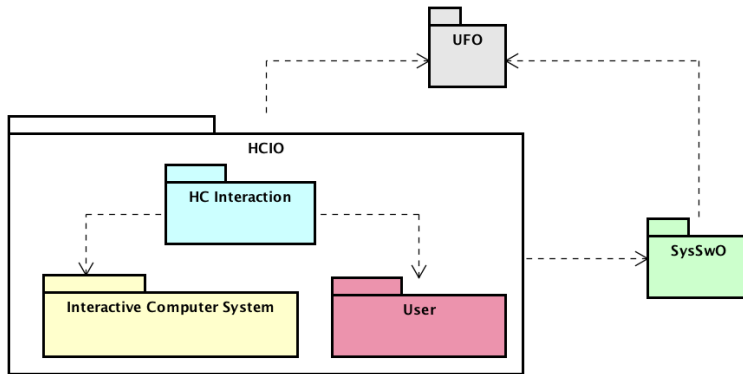 UFO
HCIO
HC Interaction
SysSwO
Interactive Computer System
User